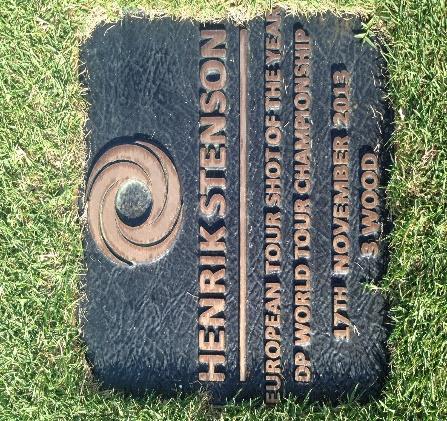 HENRIK STENSON
EUROPEAN TOUR SHOT OF THE YEAR
DP WORLD TOUR CHAMPIONSHIP
17TH NOVEMBER 2013
3 WOOD